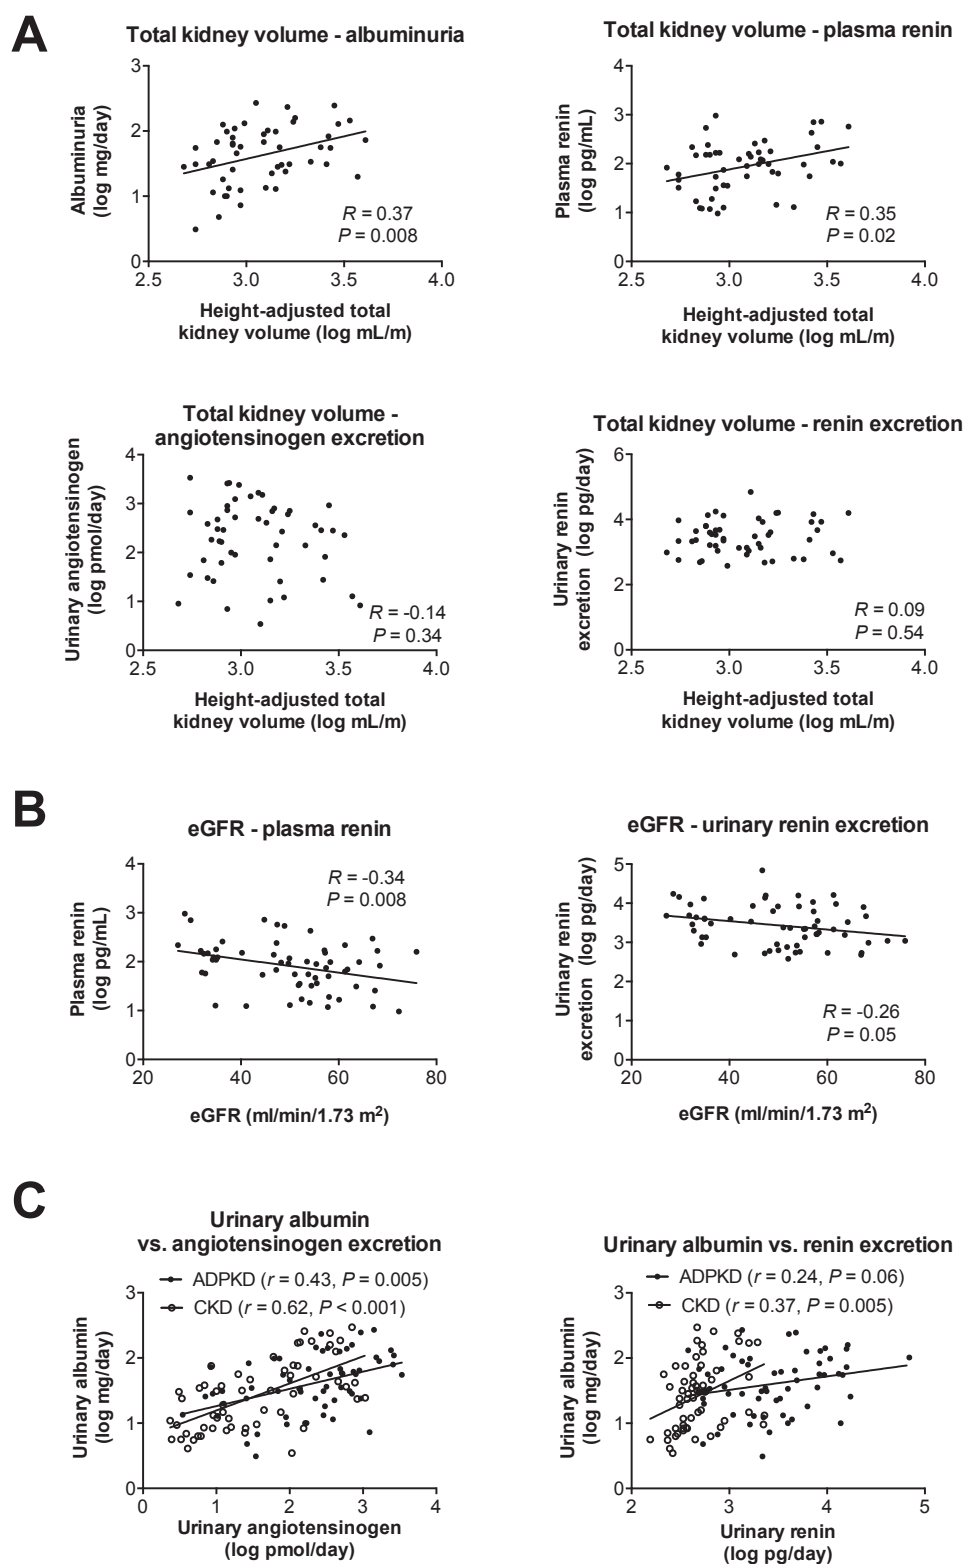 A
Total kidney volume - albuminuria
3
2
1
0
Albuminuria
(log mg/day)
R = 0.37
P = 0.008
2.5 3.0 3.5 4.0
Height-adjusted total
kidney volume (log mL/m)
Total kidney volume - plasma renin
4
3
2
1
0
Plasma renin
(log pg/mL)
R = 0.35
P = 0.02
2.5 3.0 3.5 4.0
Height-adjusted total
kidney volume (log mL/m)
Total kidney volume -
angiotensinogen excretion
4
3
2
1
0
Urinary angiotensinogen
(log pmol/day)
R = -0.14
P = 0.34
2.5 3.0 3.5 4.0
Height-adjusted total
kidney volume (log mL/m)
Total kidney volume - renin excretion
6
4
2
0
Urinary renin
excretion (log pg/day)
R = 0.09
P = 0.54
2.5 3.0 3.5 4.0
Height-adjusted total
kidney volume (log mL/m)
B
eGFR - plasma renin
4
3
2
1
0
Plasma renin
(log pg/mL)
R = -0.34
P = 0.008
20 40 60 80
eGFR (ml/min/1.73 m²)
eGFR - urinary renin excretion
5
4
3
2
1
0
Urinary renin
excretion (log pg/day)
R = -0.26
P = 0.05
20 40 60 80
eGFR (ml/min/1.73 m²)
C
Urinary albumin
vs. angiotensinogen excretion
ADPKD (r = 0.43, P = 0.005)
CKD (r = 0.62, P < 0.001)
3
2
1
0
Urinary albumin
(log mg/day)
0 1 2 3 4
Urinary angiotensinogen
(log pmol/day)
Urinary albumin vs. renin excretion
ADPKD (r = 0.24, P = 0.06)
CKD (r = 0.37, P = 0.005)
3
2
1
0
Urinary albumin
(log mg/day)
2 3 4 5
Urinary renin
(log pg/day)